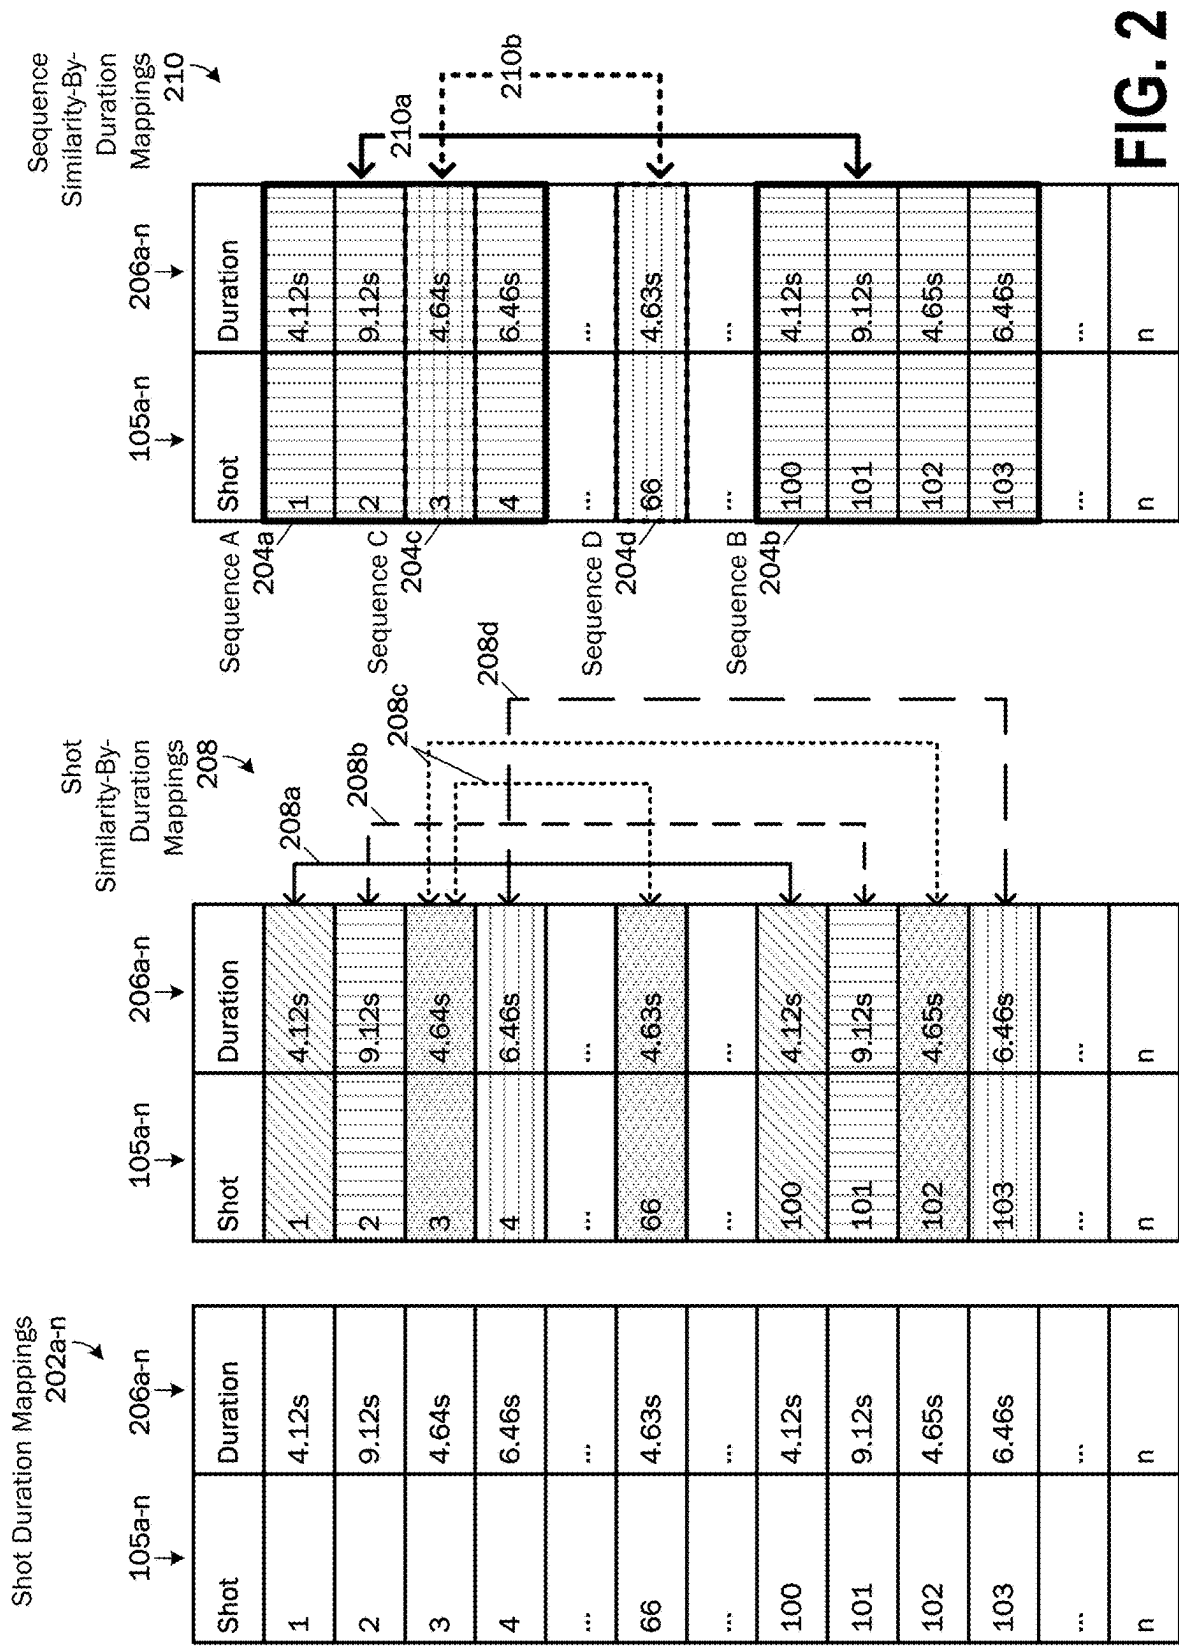 Shot Duration Mappings
202a-n
105a-n 206a-n
Shot Duration
1 4.12s
2 9.12s
3 4.64s
4 6.46s
... ...
66 4.63s
... ...
100 4.12s
101 9.12s
102 4.65s
103 6.46s
... ...
n n
Shot
Similarity-By-
Duration
Mappings
208
105a-n 206a-n
Shot Duration
1 4.12s
2 9.12s
3 4.64s
4 6.46s
... ...
66 4.63s
... ...
100 4.12s
101 9.12s
102 4.65s
103 6.46s
... ...
n n
208a
208b
208c
208d
Sequence
Similarity-By-
Duration
Mappings
210
105a-n 206a-n
Shot Duration
Sequence A
204a
1 4.12s
2 9.12s
Sequence C
204c
3 4.64s
4 6.46s
... ...
Sequence D
204d
66 4.63s
... ...
Sequence B
204b
100 4.12s
101 9.12s
102 4.65s
103 6.46s
... ...
n n
210a
210b
FIG. 2